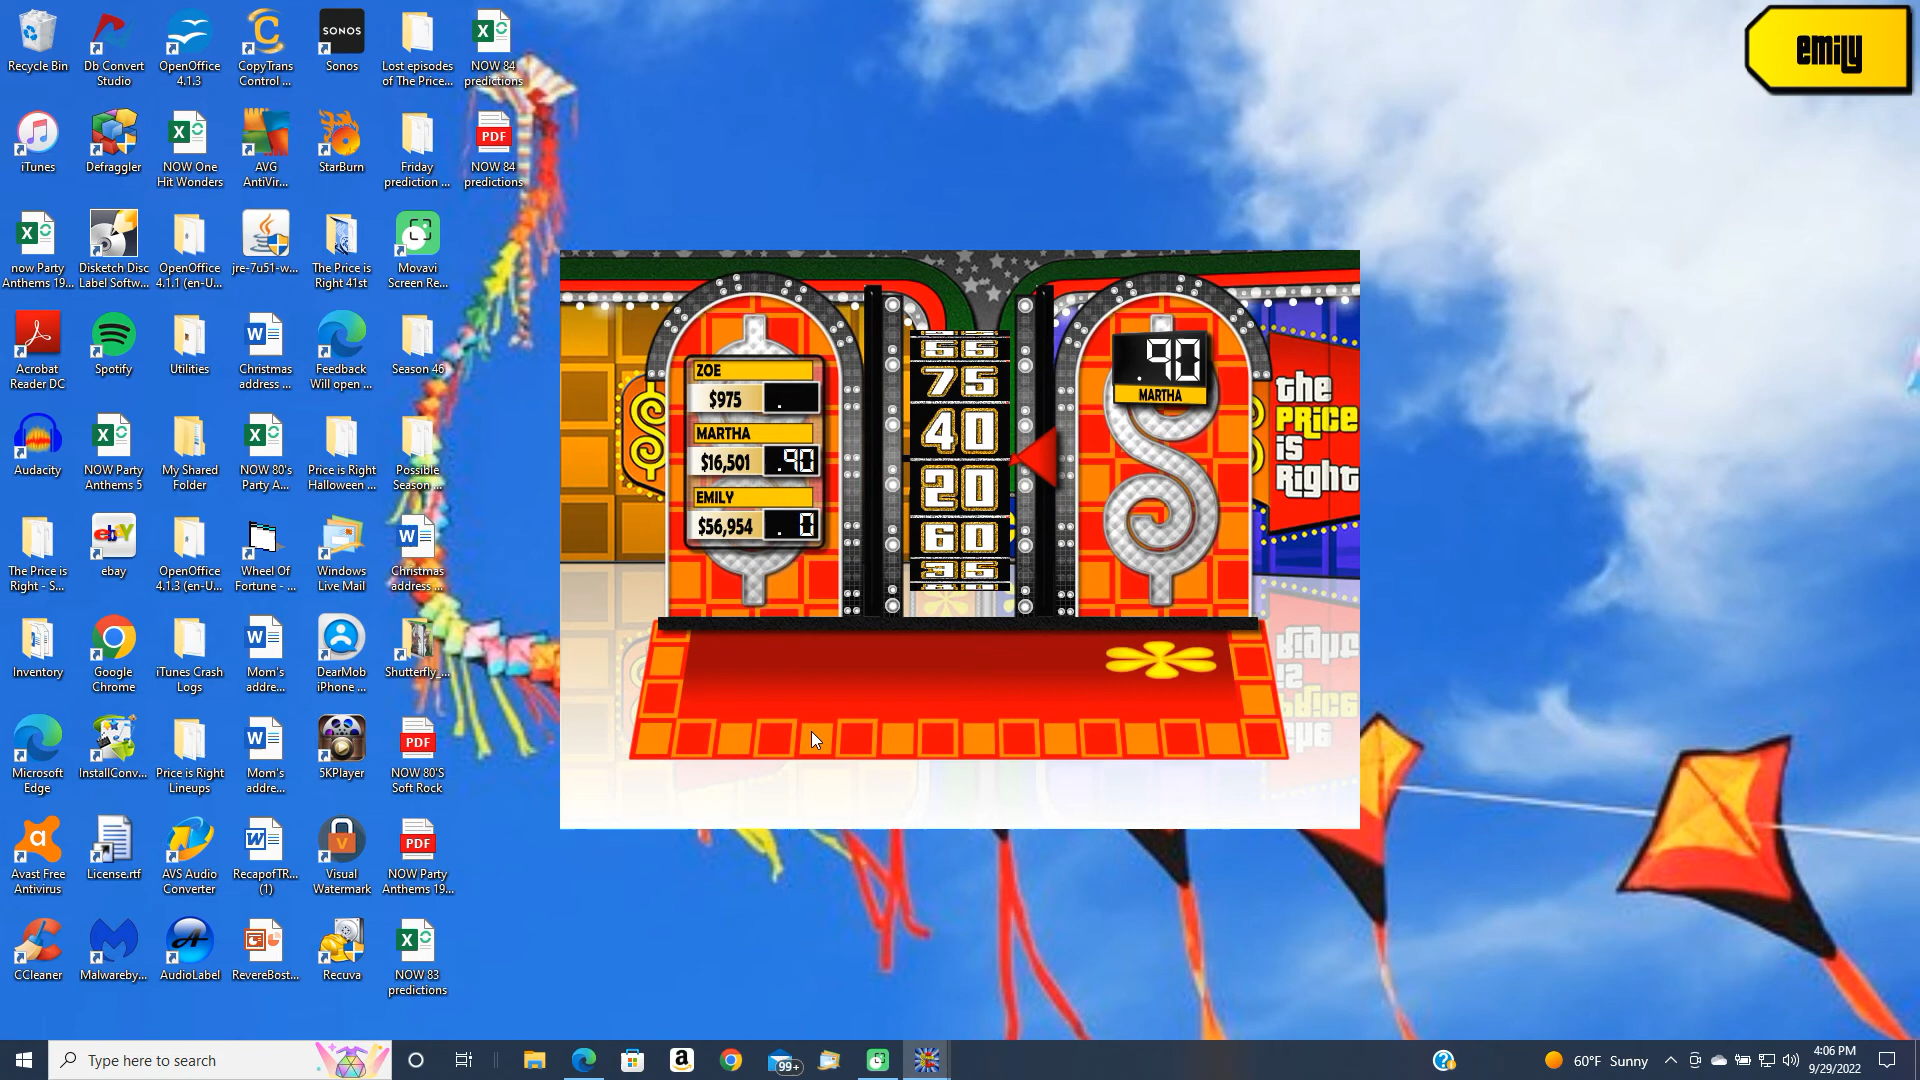 Recycle Bin
Db Convert
Studio
OpenOffice
4.1.3
CopyTrans
Control ...
SONOS
Sonos
Lost episodes
of The Price...
NOW 84
predictions
EMILY
iTunes
Defraggler
NOW One
Hit Wonders
AVG
AntiVir...
StarBurn
Friday
prediction ...
PDF
NOW 84
predictions
now Party
Anthems 19...
Disketch Disc
Label Softw...
OpenOffice
4.1.1 (en-U...
jre-7u51-w...
The Price is
Right 41st
Movavi
Screen Re...
Acrobat
Reader DC
Spotify
Utilities
Christmas
address ...
Feedback
Will open ...
Season 46
Audacity
NOW Party
Anthems 5
My Shared
Folder
NOW 80's
Party A...
Price is Right
Halloween ...
Possible
Season ...
The Price is
Right - S...
ebay
ebay
OpenOffice
4.1.3 (en-U...
Wheel Of
Fortune - ...
Windows
Live Mail
Christmas
address ...
Inventory
Google
Chrome
iTunes Crash
Logs
Mom's
addre...
DearMob
iPhone ...
Shutterfly_...
Microsoft
Edge
InstallConv...
Price is Right
Lineups
Mom's
addre...
5KPlayer
PDF
NOW 80'S
Soft Rock
Avast Free
Antivirus
License.rtf
AVS Audio
Converter
RecapofTR...
(1)
Visual
Watermark
PDF
NOW Party
Anthems 19...
CCleaner
Malwareby...
AudioLabel
RevereBost...
Recuva
NOW 83
predictions
ZOE
$975 .
MARTHA
$16,501 .90
EMILY
$56,954 . 0
75
40
20
60
35
.90
MARTHA
the
PRICE
is
Right
Type here to search
99+
60°F Sunny
4:06 PM
9/29/2022